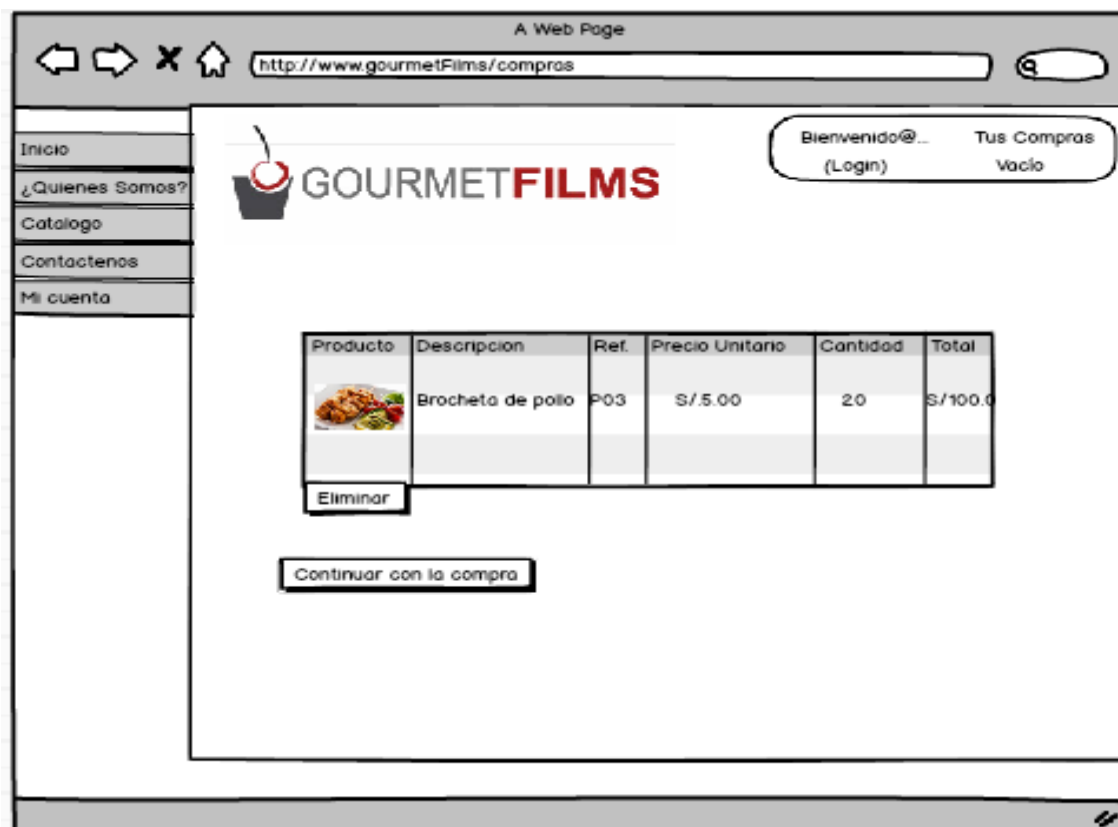 A Web Page
http://www.gourmetFilms/compras
Inicio
¿Quienes Somos?
Catalogo
Contactenos
Mi cuenta
GOURMETFILMS
Bienvenido@... Tus Compras
(Login) Vacío
Producto Descripcion Ref. Precio Unitario Cantidad Total
Brocheta de pollo P03 S/.5.00 20 S/100.0
Eliminar
Continuar con la compra